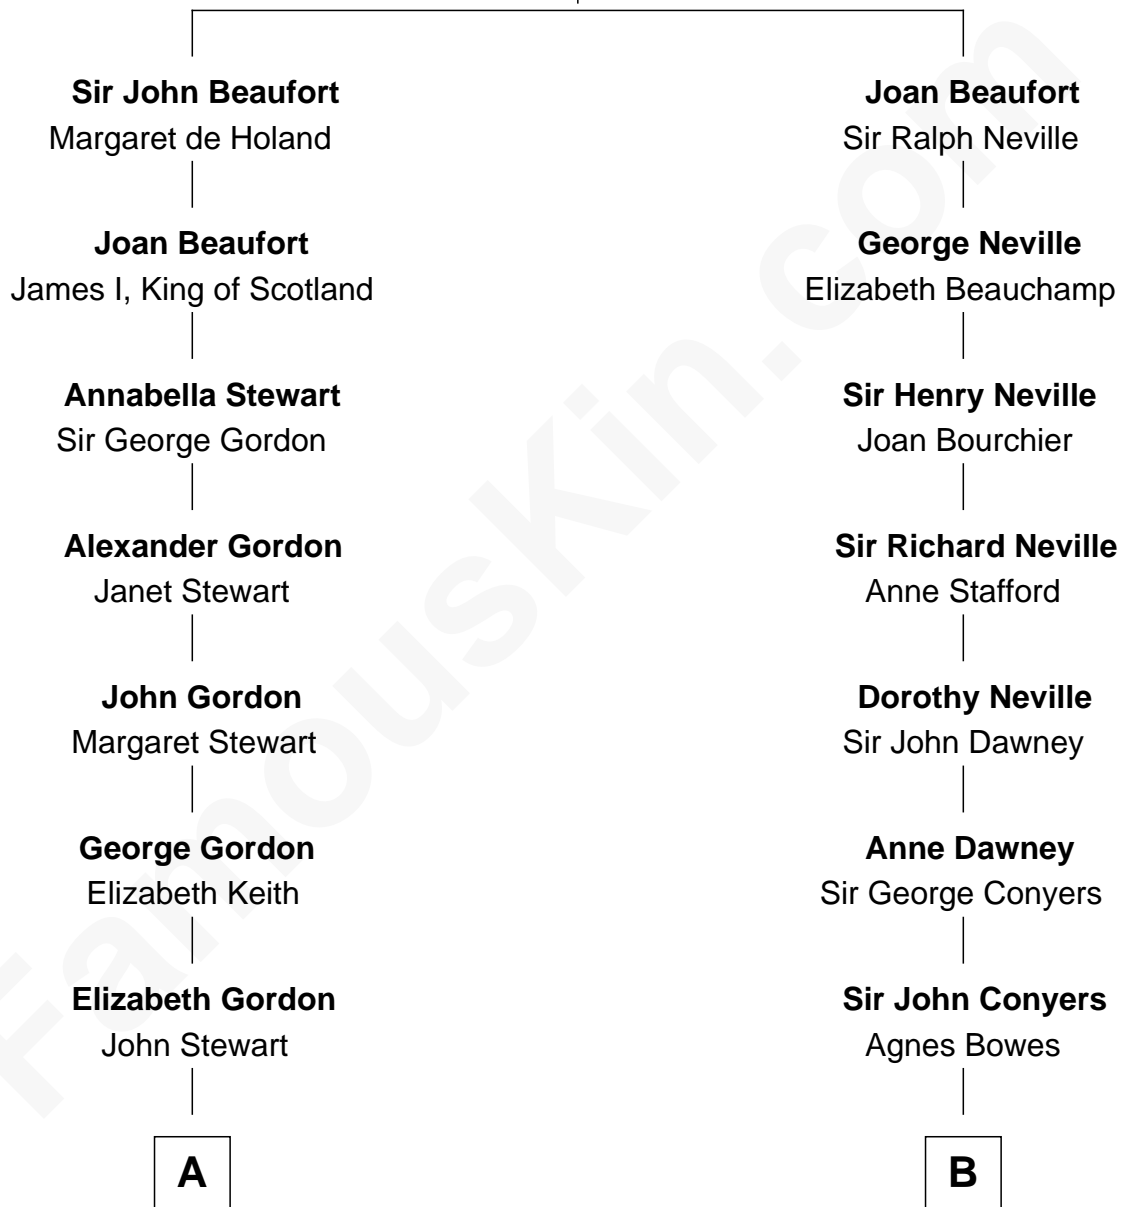 Sir John Beaufort
Margaret de Holand
Joan Beaufort
James I, King of Scotland
Annabella Stewart
Sir George Gordon
Alexander Gordon
Janet Stewart
John Gordon
Margaret Stewart
George Gordon
Elizabeth Keith
Elizabeth Gordon
John Stewart
A
Joan Beaufort
Sir Ralph Neville
George Neville
Elizabeth Beauchamp
Sir Henry Neville
Joan Bourchier
Sir Richard Neville
Anne Stafford
Dorothy Neville
Sir John Dawney
Anne Dawney
Sir George Conyers
Sir John Conyers
Agnes Bowes
B
FamousKin.com